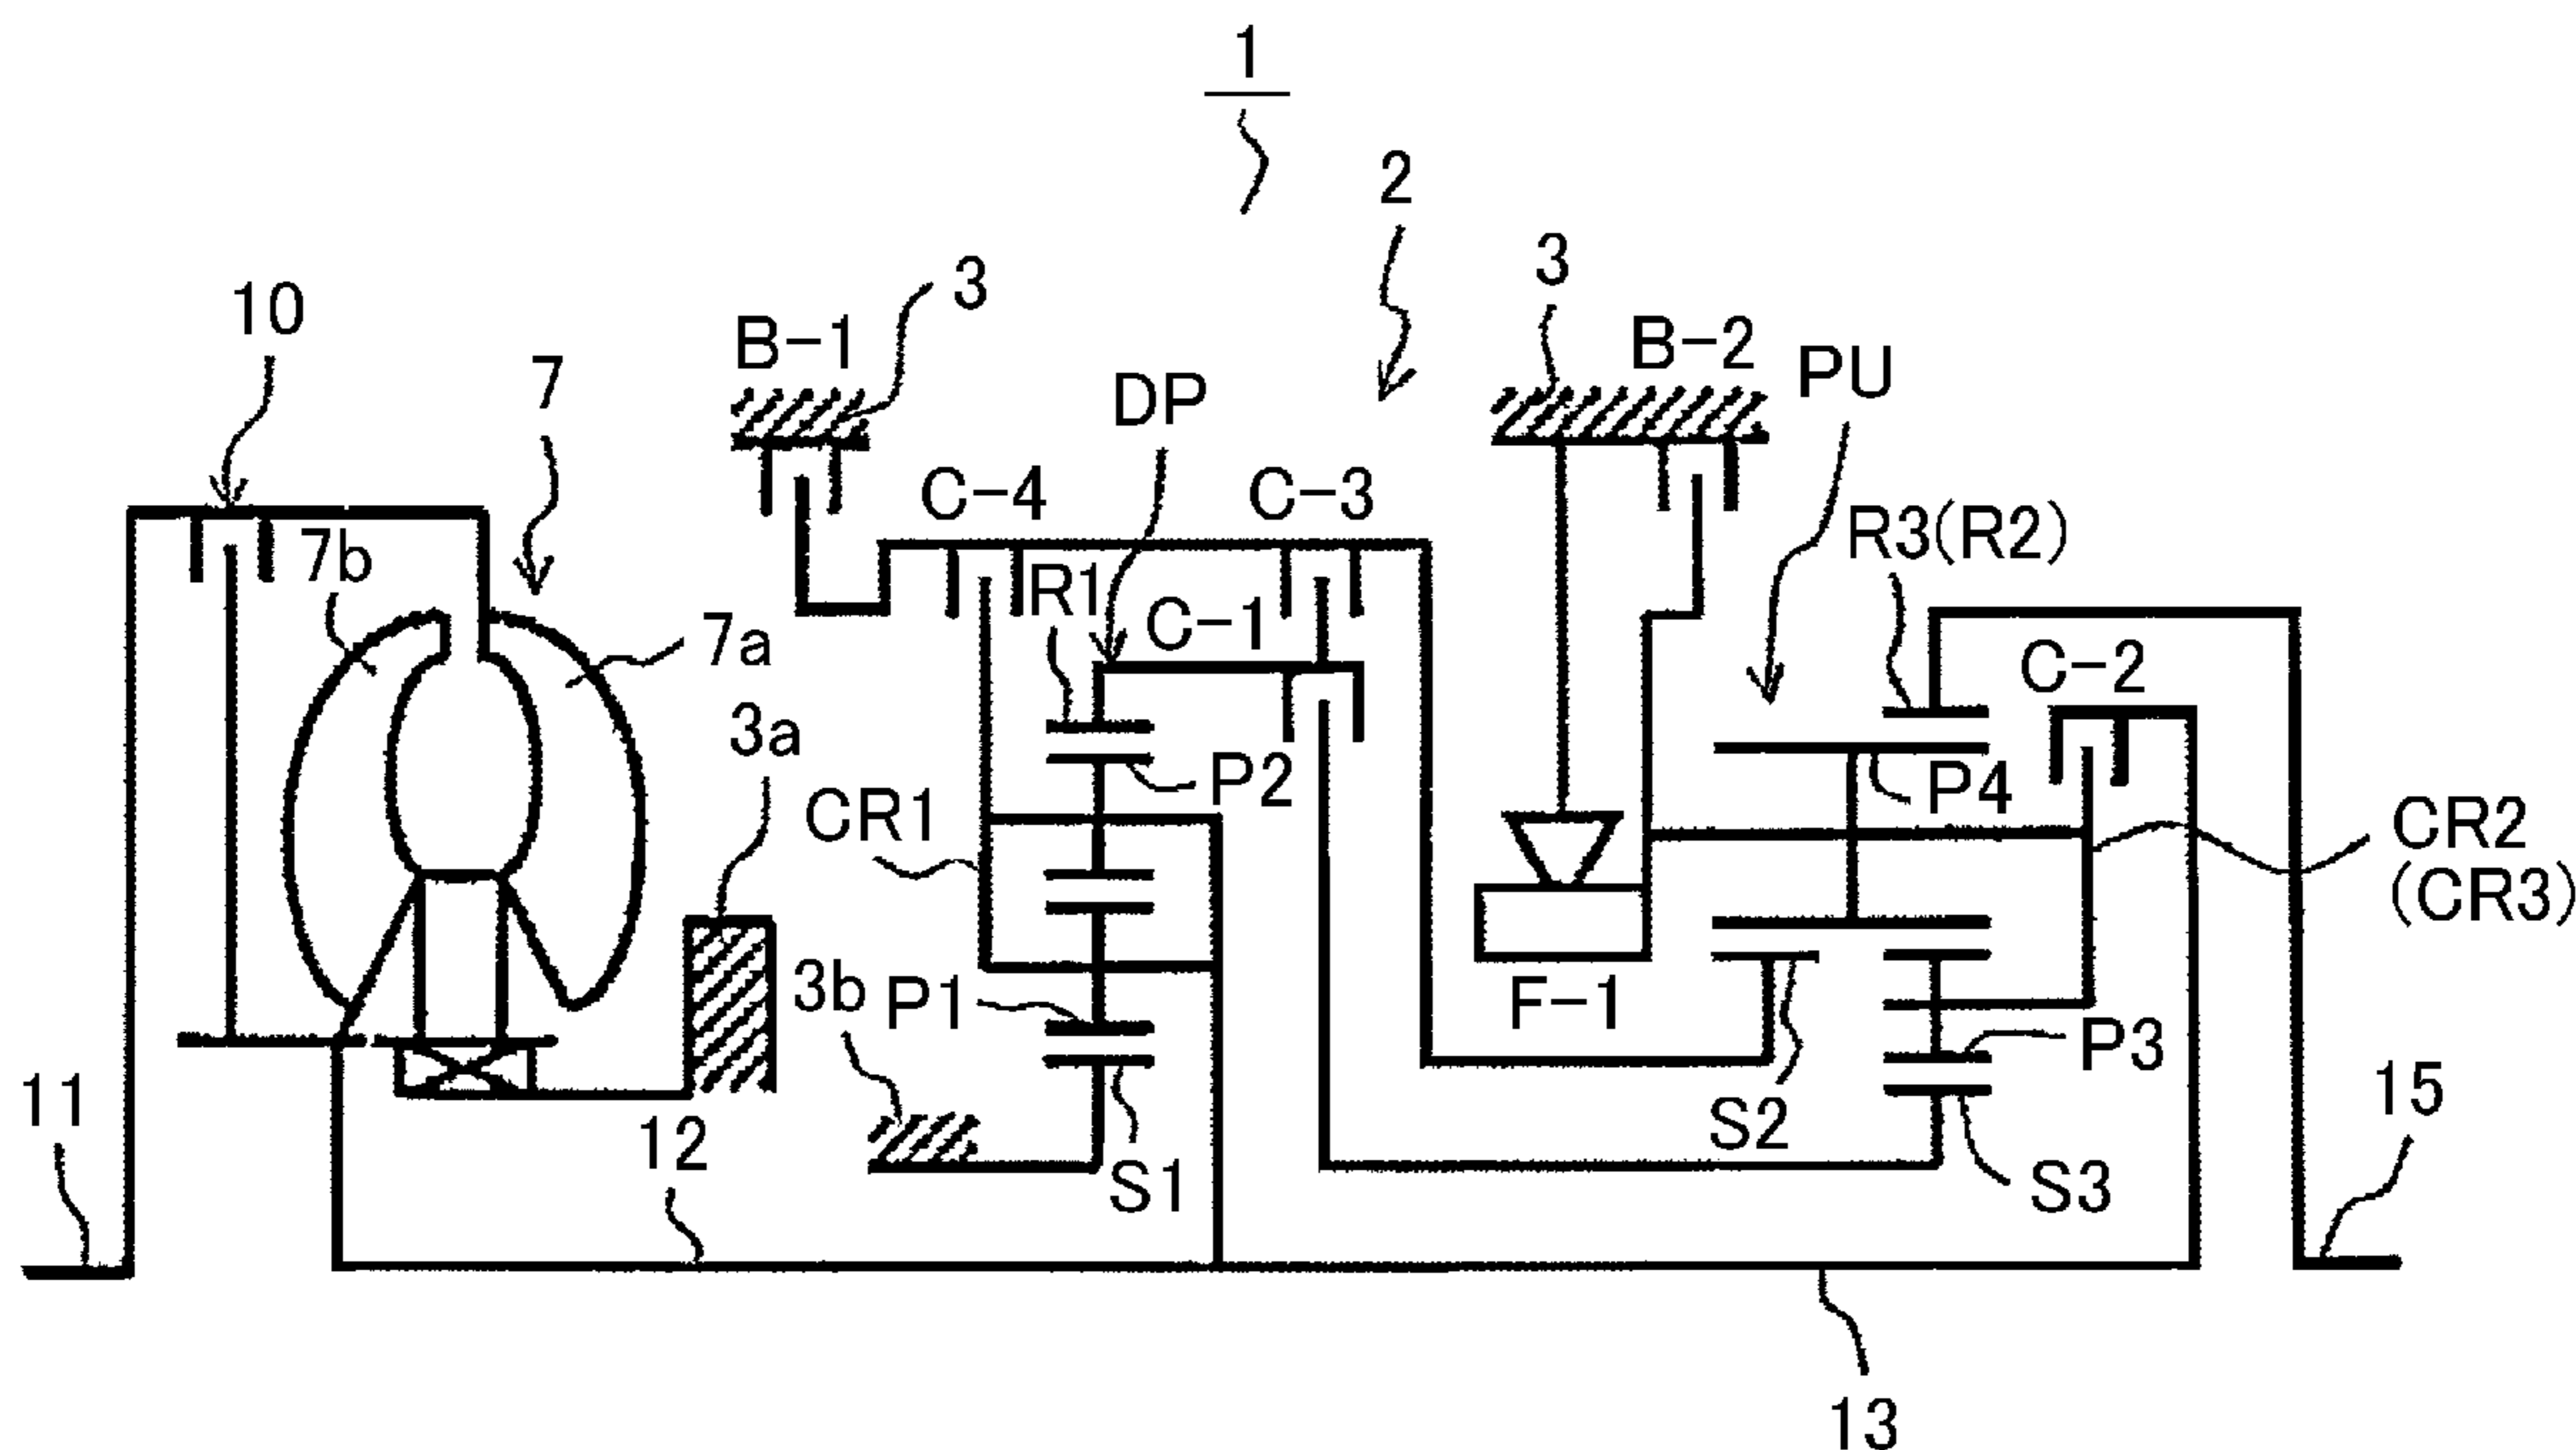 1
2
3
3
10
B-1
B-2
7
DP
PU
C-4
C-3
R3(R2)
7b
R1
C-1
7a
C-2
3a
P2
P4
CR1
CR2
(CR3)
3b
P1
F-1
P3
11
12
S1
S2
S3
15
13